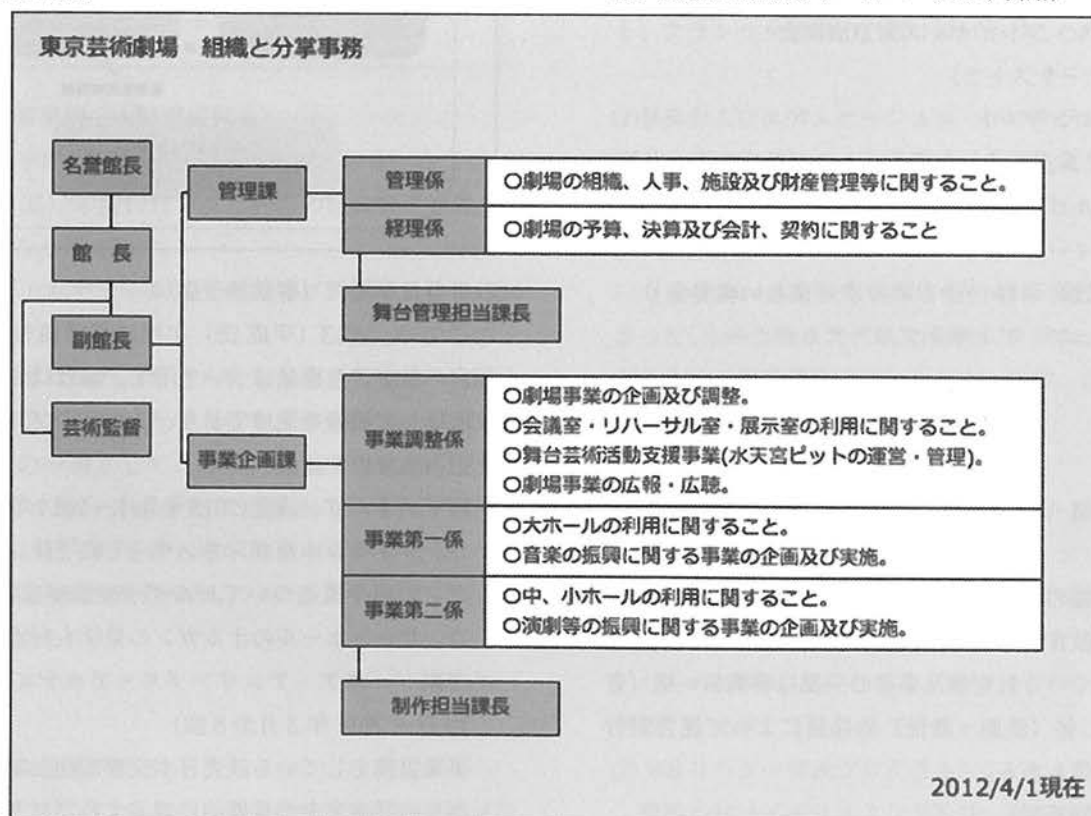 東京芸術劇場　組織と分掌事務
名誉館長
館　長
副館長
芸術監督
管理課
管理係
〇劇場の組織、人事、施設及び財産管理等に関すること。
経理係
〇劇場の予算、決算及び会計、契約に関すること
舞台管理担当課長
事業企画課
事業調整係
〇劇場事業の企画及び調整。
〇会議室・リハーサル室・展示室の利用に関すること。
〇舞台芸術活動支援事業(水天宮ピットの運営・管理)。
〇劇場事業の広報・広聴。
事業第一係
〇大ホールの利用に関すること。
〇音楽の振興に関する事業の企画及び実施。
事業第二係
〇中、小ホールの利用に関すること。
〇演劇等の振興に関する事業の企画及び実施。
制作担当課長
2012/4/1現在